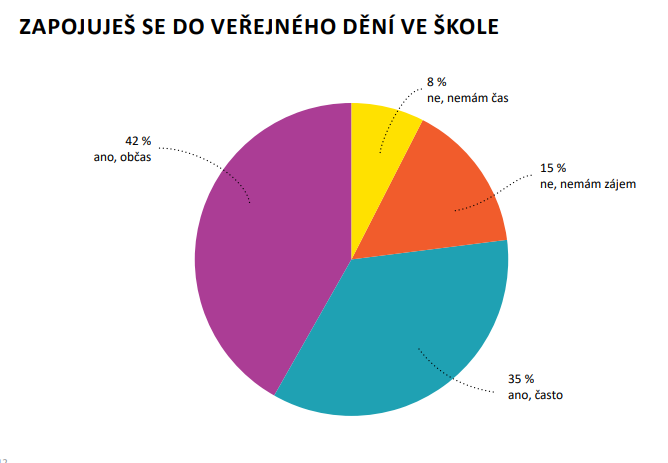 ZAPOJUJEŠ SE DO VEŘEJNÉHO DĚNÍ VE ŠKOLE
8 %
ne, nemám čas
42 %
ano, občas
15 %
ne, nemám zájem
35 %
ano, často